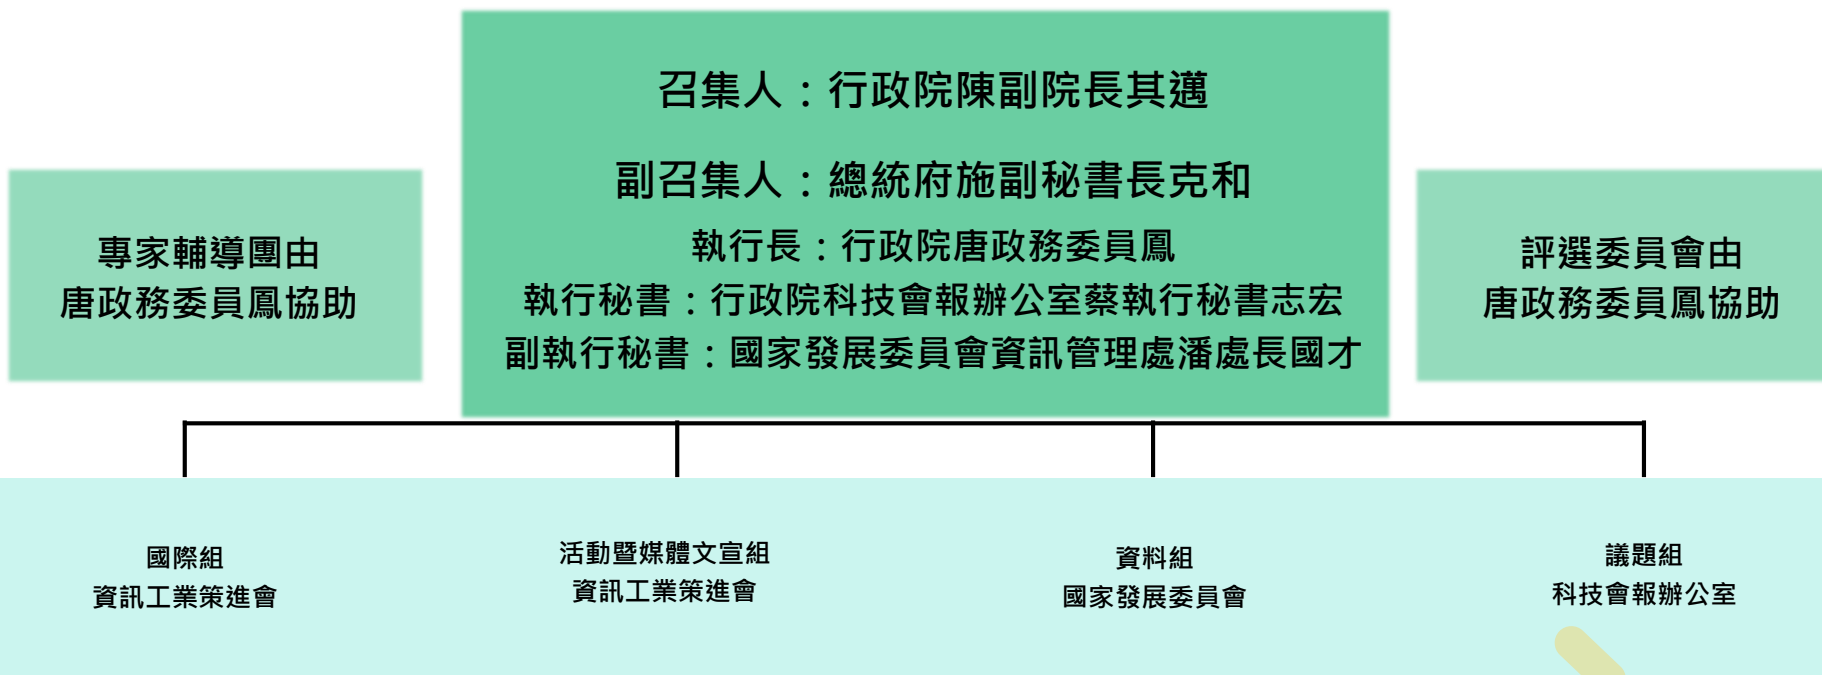 召集人：行政院陳副院長其邁
副召集人：總統府施副秘書長克和
執行長：行政院唐政務委員鳳
執行秘書：行政院科技會報辦公室蔡執行秘書志宏
副執行秘書：國家發展委員會資訊管理處潘處長國才
專家輔導團由
唐政務委員鳳協助
評選委員會由
唐政務委員鳳協助
國際組
資訊工業策進會
活動暨媒體文宣組
資訊工業策進會
資料組
國家發展委員會
議題組
科技會報辦公室